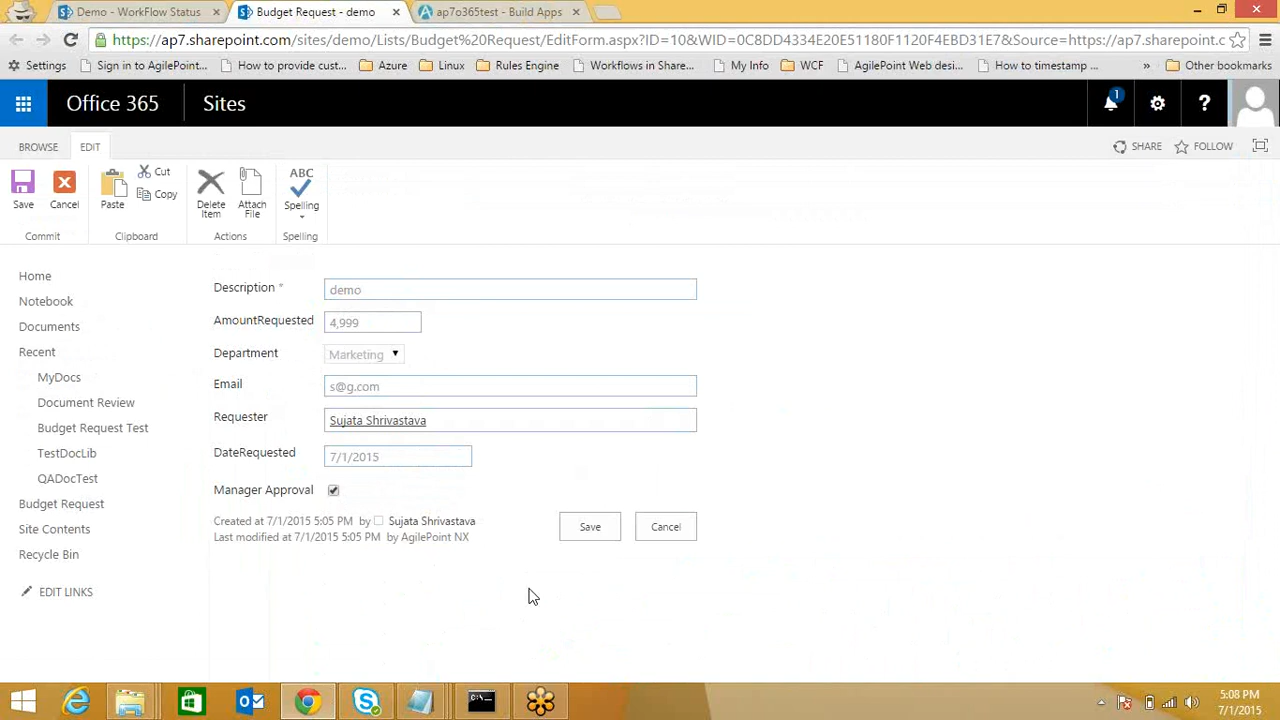 Demo - WorkFlow Status
Budget Request - demo
ap7o365test - Build Apps
https://ap7.sharepoint.com/sites/demo/Lists/Budget%20Request/EditForm.aspx?ID=10&WID=0C8DD4334E20E51180F1120F4EBD31E7&Source=https://ap7.sharepoint.c
Settings
Sign in to AgilePoint...
How to provide cust...
Azure
Linux
Rules Engine
Workflows in Share...
My Info
WCF
AgilePoint Web desi...
How to timestamp ...
»
Other bookmarks
Office 365
Sites
1
?
BROWSE
EDIT
SHARE
FOLLOW
Save
Cancel
Paste
Cut
Copy
Delete Item
Attach File
ABC
Spelling
Commit
Clipboard
Actions
Spelling
Home
Notebook
Documents
Recent
MyDocs
Document Review
Budget Request Test
TestDocLib
QADocTest
Budget Request
Site Contents
Recycle Bin
EDIT LINKS
Description *
demo
AmountRequested
4,999
Department
Marketing
Email
s@g.com
Requester
Sujata Shrivastava
DateRequested
7/1/2015
Manager Approval
Created at 7/1/2015 5:05 PM by Sujata Shrivastava
Last modified at 7/1/2015 5:05 PM by AgilePoint NX
Save
Cancel
5:08 PM
7/1/2015